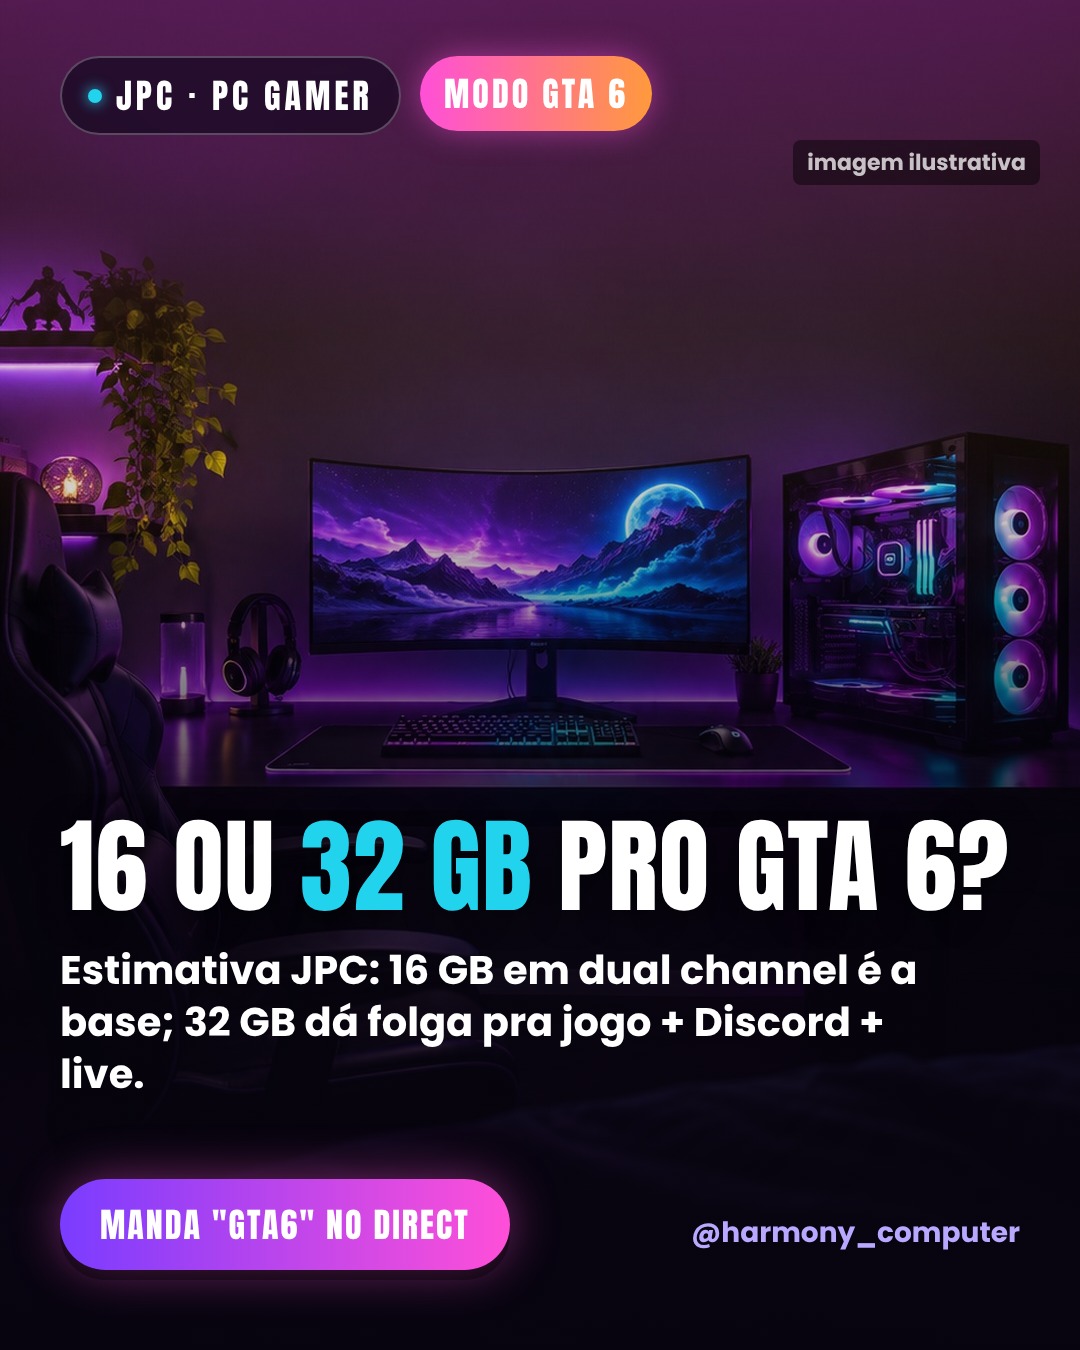 JPC · PC GAMER
MODO GTA 6
imagem ilustrativa
16 OU 32 GB PRO GTA 6?
Estimativa JPC: 16 GB em dual channel é a
base; 32 GB dá folga pra jogo + Discord +
live.
MANDA "GTA6" NO DIRECT
@harmony_computer